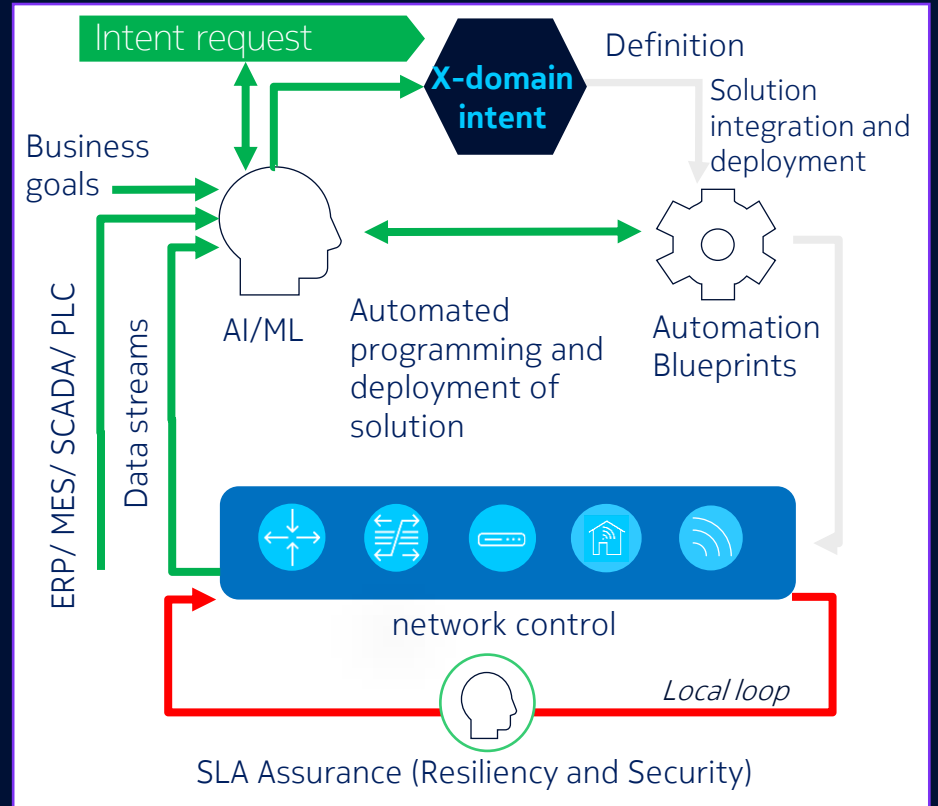 Intent request
X-domain
intent
Definition
Solution
integration and
deployment
Business
goals
ERP/ MES/ SCADA/ PLC
Data streams
AI/ML
Automated
programming and
deployment of
solution
Automation
Blueprints
network control
Local loop
SLA Assurance (Resiliency and Security)